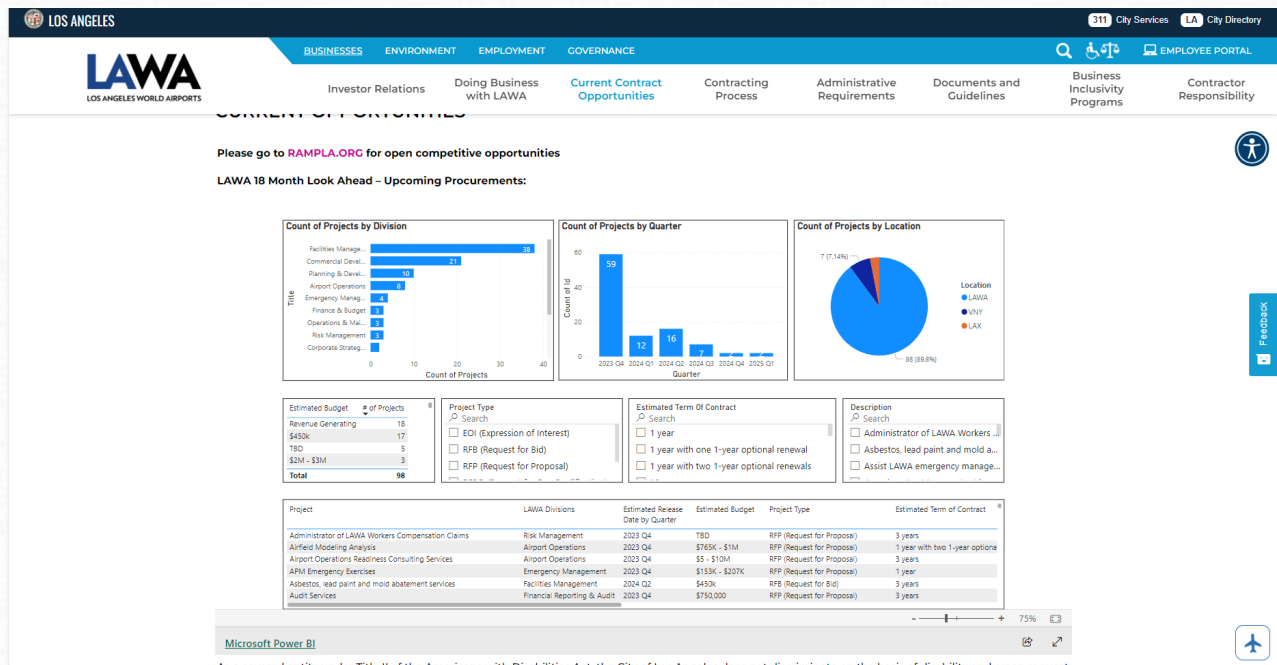 LOS ANGELES
311 City Services LA City Directory
BUSINESSES ENVIRONMENT EMPLOYMENT GOVERNANCE
EMPLOYEE PORTAL
LAWA
LOS ANGELES WORLD AIRPORTS
Investor Relations
Doing Business
with LAWA
Current Contract
Opportunities
Contracting
Process
Administrative
Requirements
Documents and
Guidelines
Business
Inclusivity
Programs
Contractor
Responsibility
CURRENT OPPORTUNITIES
Please go to RAMPLA.ORG for open competitive opportunities
LAWA 18 Month Look Ahead – Upcoming Procurements:
Count of Projects by Division
Title
Facilities Manage... 38
Commercial Devel... 21
Planning & Devel... 10
Airport Operations 8
Emergency Manag... 4
Finance & Budget 3
Operations & Mai... 3
Risk Management 3
Corporate Strateg...
0 10 20 30 40
Count of Projects
Count of Projects by Quarter
Count of Id
60
40
20
0
59 12 16 7 2 2
2023 Q4 2024 Q1 2024 Q2 2024 Q3 2024 Q4 2025 Q1
Quarter
Count of Projects by Location
7 (7.14%)
88 (89.8%)
Location
LAWA
VNY
LAX
Feedback
Estimated Budget # of Projects
Revenue Generating 18
$450k 17
TBD 5
$2M - $3M 3
Total 98
Project Type
Search
EOI (Expression of Interest)
RFB (Request for Bid)
RFP (Request for Proposal)
Estimated Term Of Contract
Search
1 year
1 year with one 1-year optional renewal
1 year with two 1-year optional renewals
Description
Search
Administrator of LAWA Workers ...
Asbestos, lead paint and mold a...
Assist LAWA emergency manage...
Project LAWA Divisions Estimated Release Date by Quarter Estimated Budget Project Type Estimated Term of Contract
Administrator of LAWA Workers Compensation Claims Risk Management 2023 Q4 TBD RFP (Request for Proposal) 3 years
Airfield Modeling Analysis Airport Operations 2023 Q4 $765K - $1M RFP (Request for Proposal) 1 year with two 1-year optiona
Airport Operations Readiness Consulting Services Airport Operations 2023 Q4 $5 - $10M RFP (Request for Proposal) 3 years
APM Emergency Exercises Emergency Management 2023 Q4 $153K - $207K RFP (Request for Proposal) 1 year
Asbestos, lead paint and mold abatement services Facilities Management 2024 Q2 $450k RFB (Request for Bid) 3 years
Audit Services Financial Reporting & Audit 2023 Q4 $750,000 RFP (Request for Proposal) 3 years
- + 75%
Microsoft Power BI